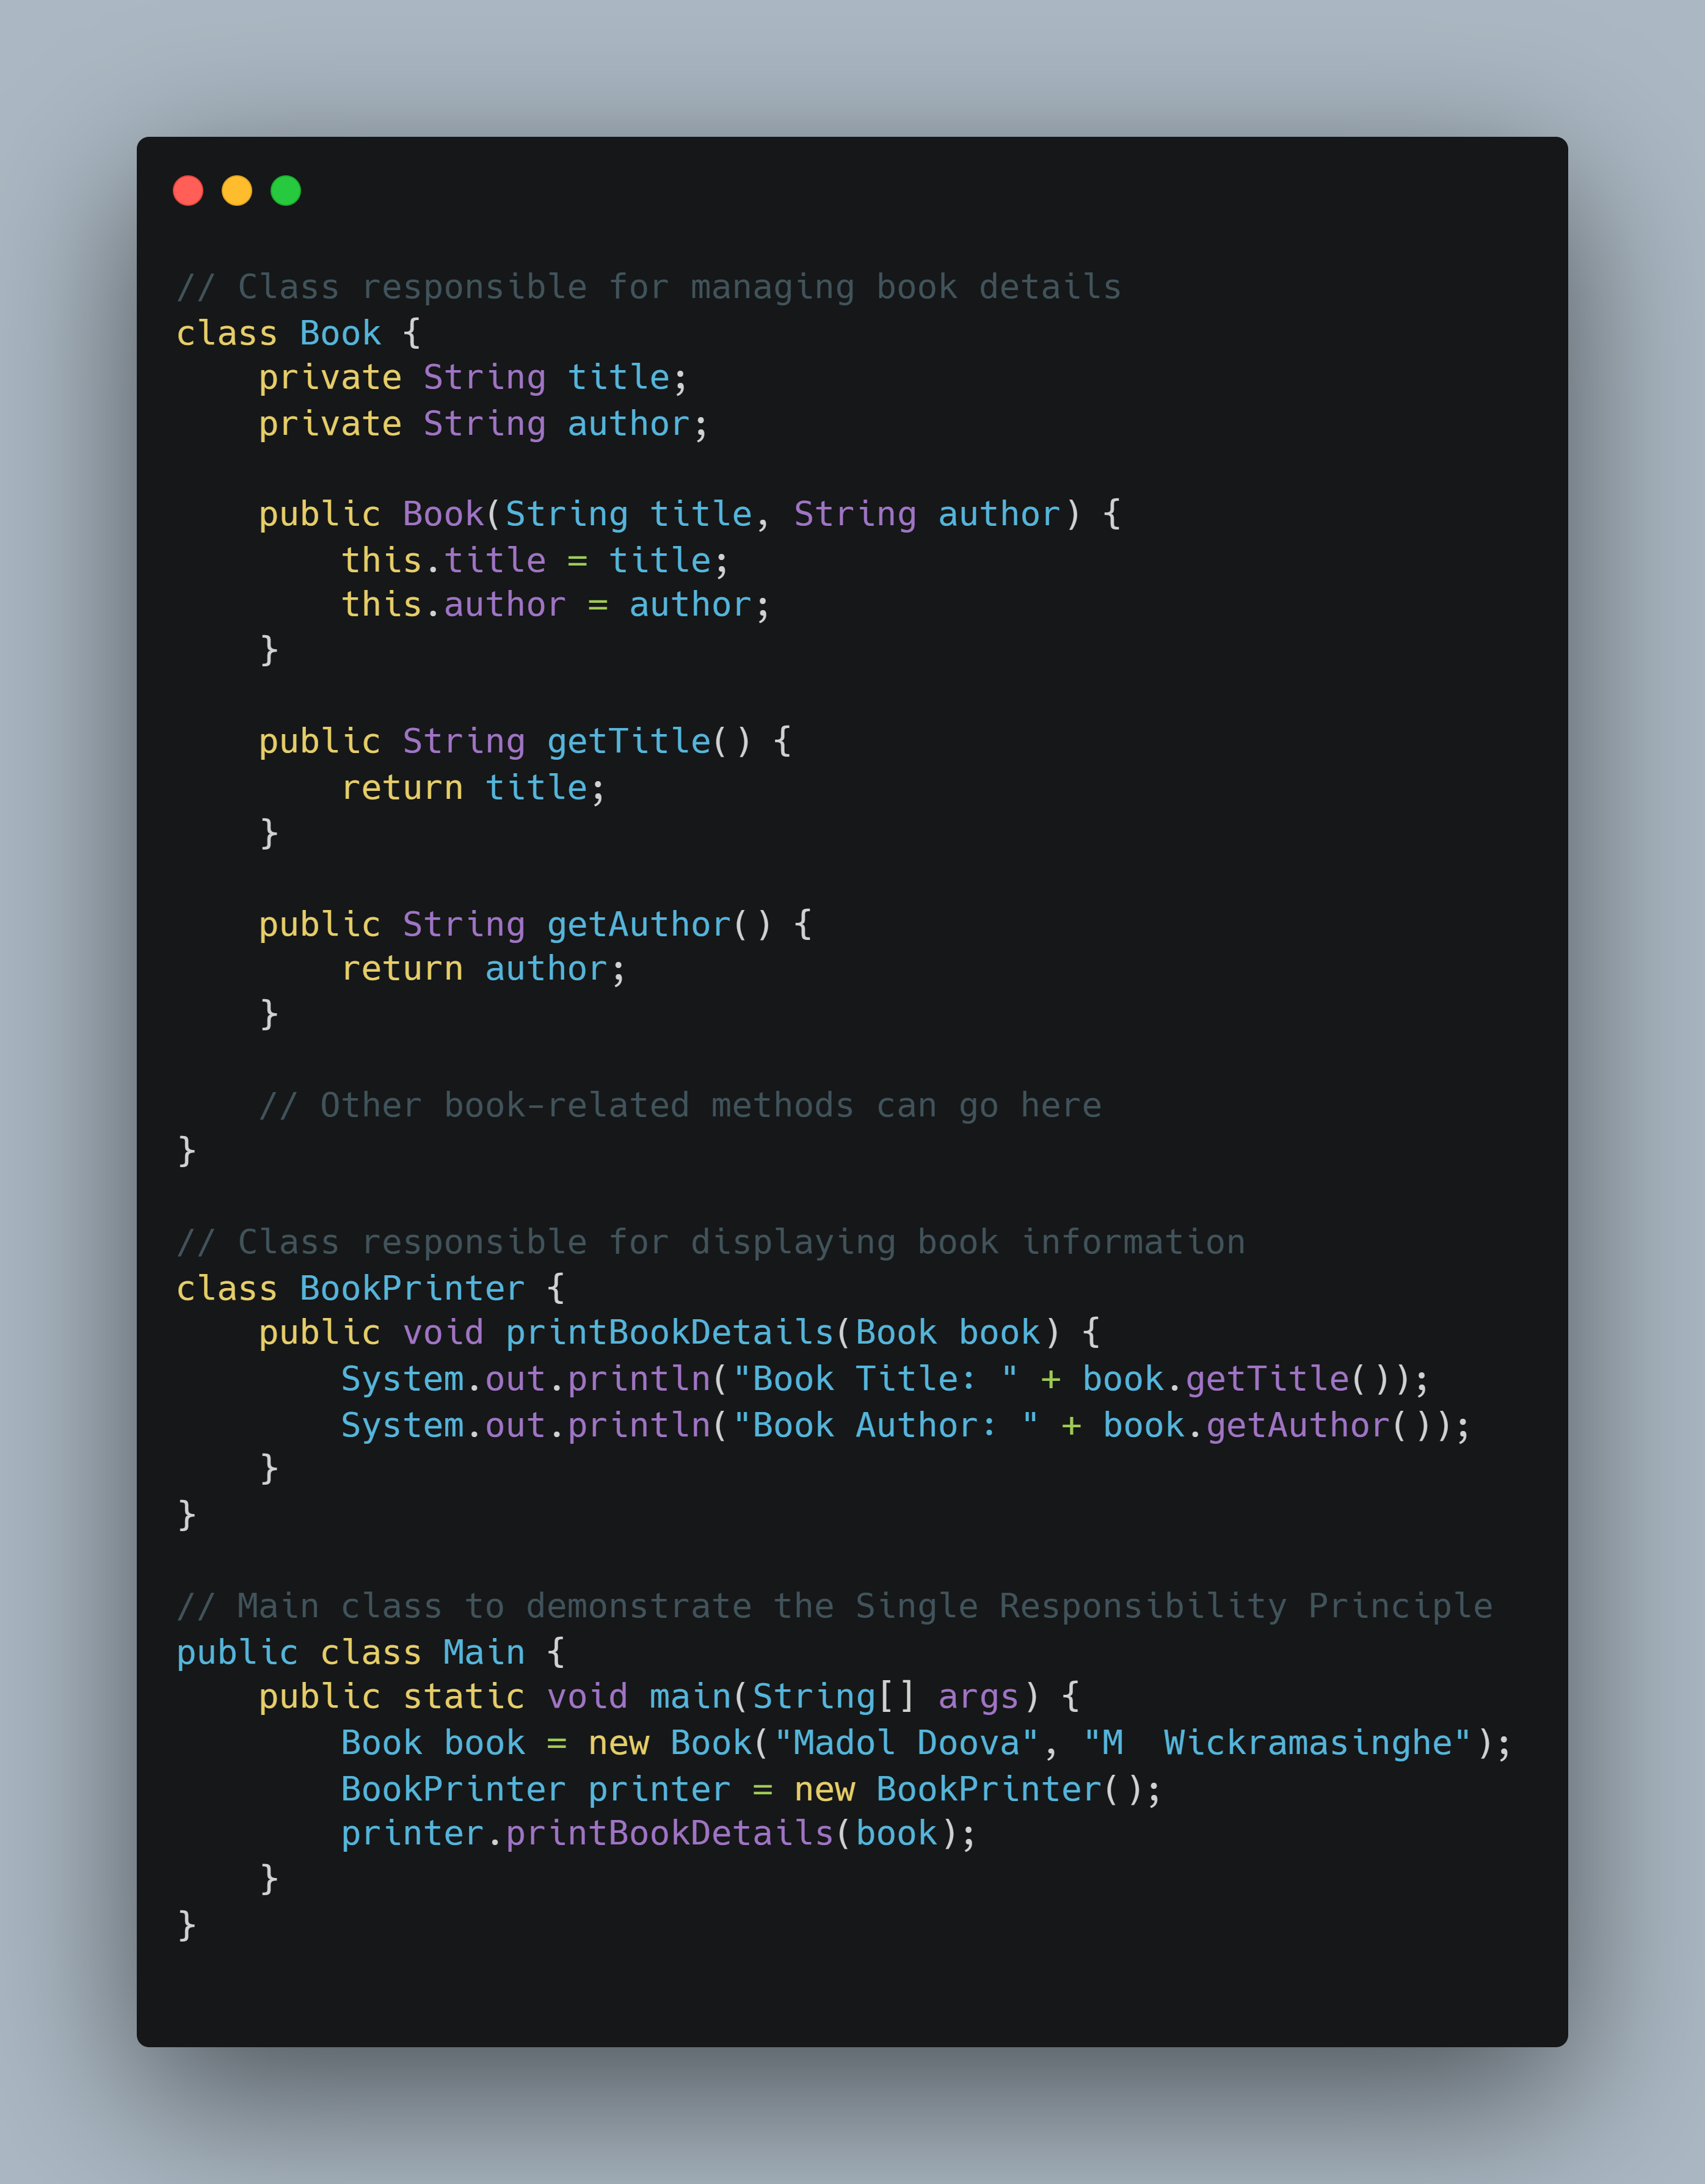 // Class responsible for managing book details
class Book {
    private String title;
    private String author;

    public Book(String title, String author) {
        this.title = title;
        this.author = author;
    }

    public String getTitle() {
        return title;
    }

    public String getAuthor() {
        return author;
    }

    // Other book-related methods can go here
}

// Class responsible for displaying book information
class BookPrinter {
    public void printBookDetails(Book book) {
        System.out.println("Book Title: " + book.getTitle());
        System.out.println("Book Author: " + book.getAuthor());
    }
}

// Main class to demonstrate the Single Responsibility Principle
public class Main {
    public static void main(String[] args) {
        Book book = new Book("Madol Doova", "M  Wickramasinghe");
        BookPrinter printer = new BookPrinter();
        printer.printBookDetails(book);
    }
}